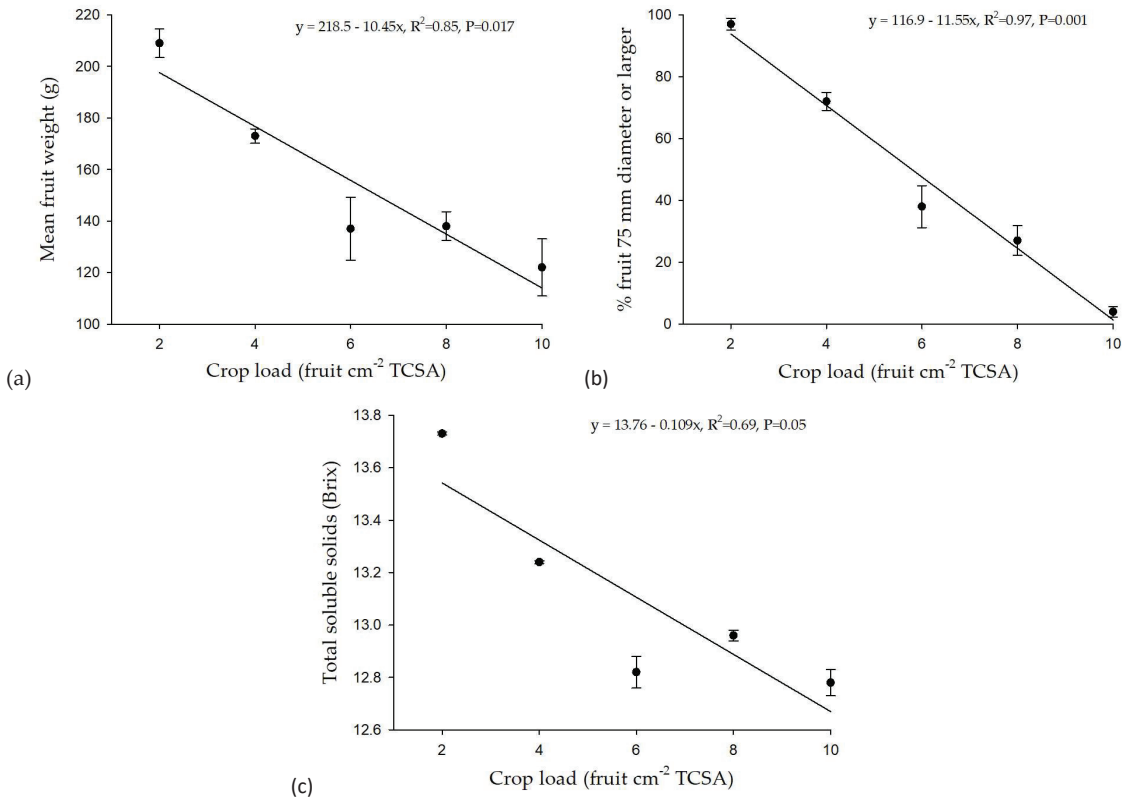 y = 218.5 - 10.45x, R²=0.85, P=0.017
220
200
180
160
140
120
100
Mean fruit weight (g)
2 4 6 8 10
Crop load (fruit cm⁻² TCSA)
(a)
y = 116.9 - 11.55x, R²=0.97, P=0.001
100
80
60
40
20
0
% fruit 75 mm diameter or larger
2 4 6 8 10
Crop load (fruit cm⁻² TCSA)
(b)
y = 13.76 - 0.109x, R²=0.69, P=0.05
13.8
13.6
13.4
13.2
13.0
12.8
12.6
Total soluble solids (Brix)
2 4 6 8 10
Crop load (fruit cm⁻² TCSA)
(c)